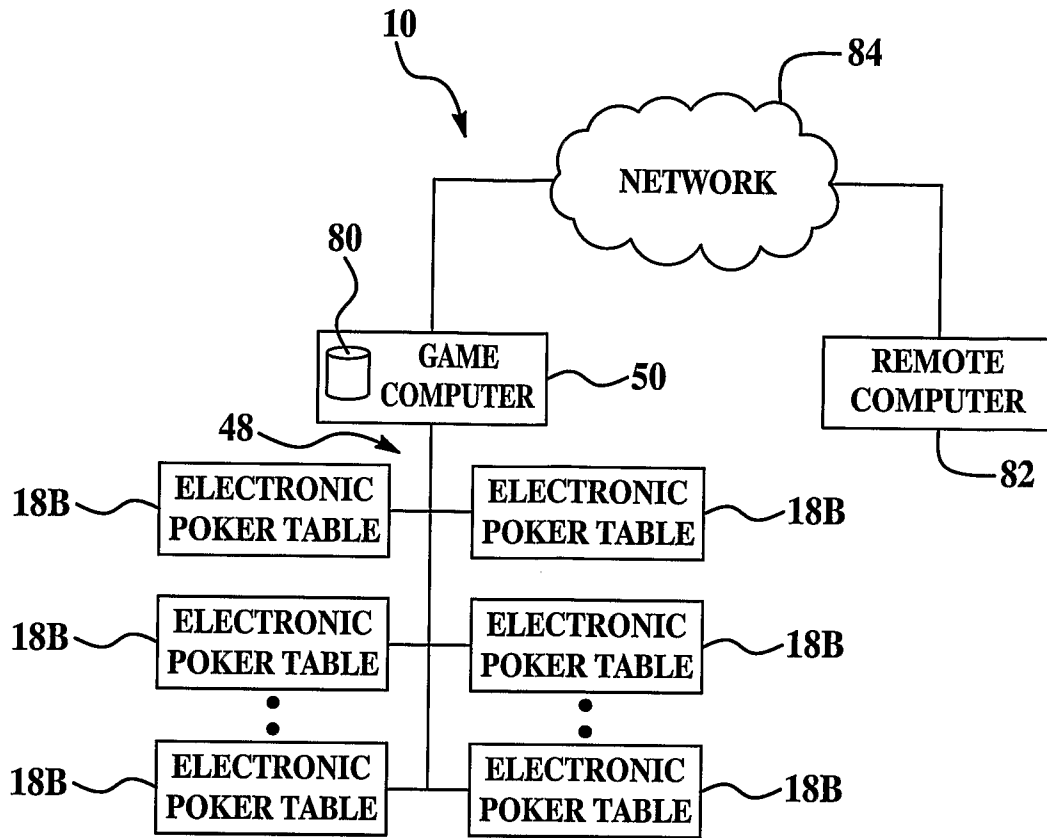 10
84
NETWORK
80
GAME
COMPUTER
50
REMOTE
COMPUTER
82
48
18B
ELECTRONIC
POKER TABLE
ELECTRONIC
POKER TABLE
18B
18B
ELECTRONIC
POKER TABLE
ELECTRONIC
POKER TABLE
18B
18B
ELECTRONIC
POKER TABLE
ELECTRONIC
POKER TABLE
18B